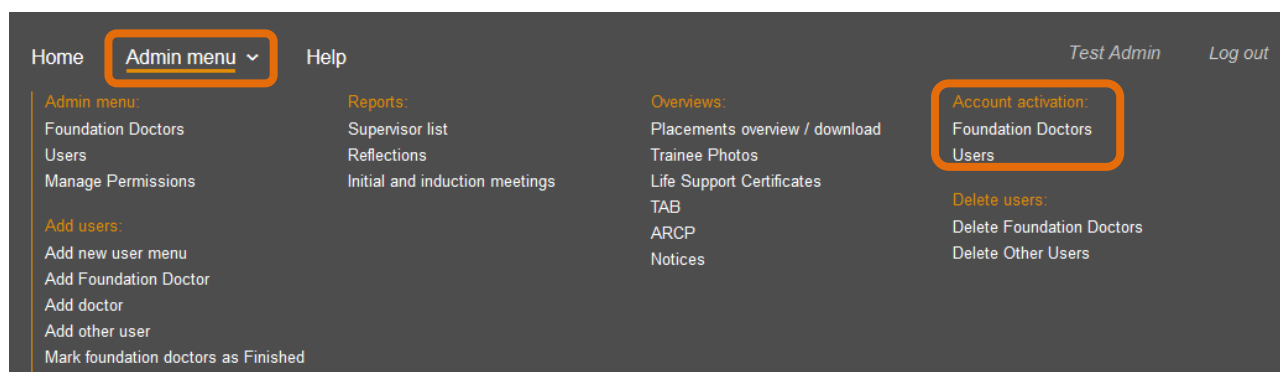 Home Admin menu Help Test Admin Log out
Admin menu:
Foundation Doctors
Users
Manage Permissions
Add users:
Add new user menu
Add Foundation Doctor
Add doctor
Add other user
Mark foundation doctors as Finished
Reports:
Supervisor list
Reflections
Initial and induction meetings
Overviews:
Placements overview / download
Trainee Photos
Life Support Certificates
TAB
ARCP
Notices
Account activation:
Foundation Doctors
Users
Delete users:
Delete Foundation Doctors
Delete Other Users